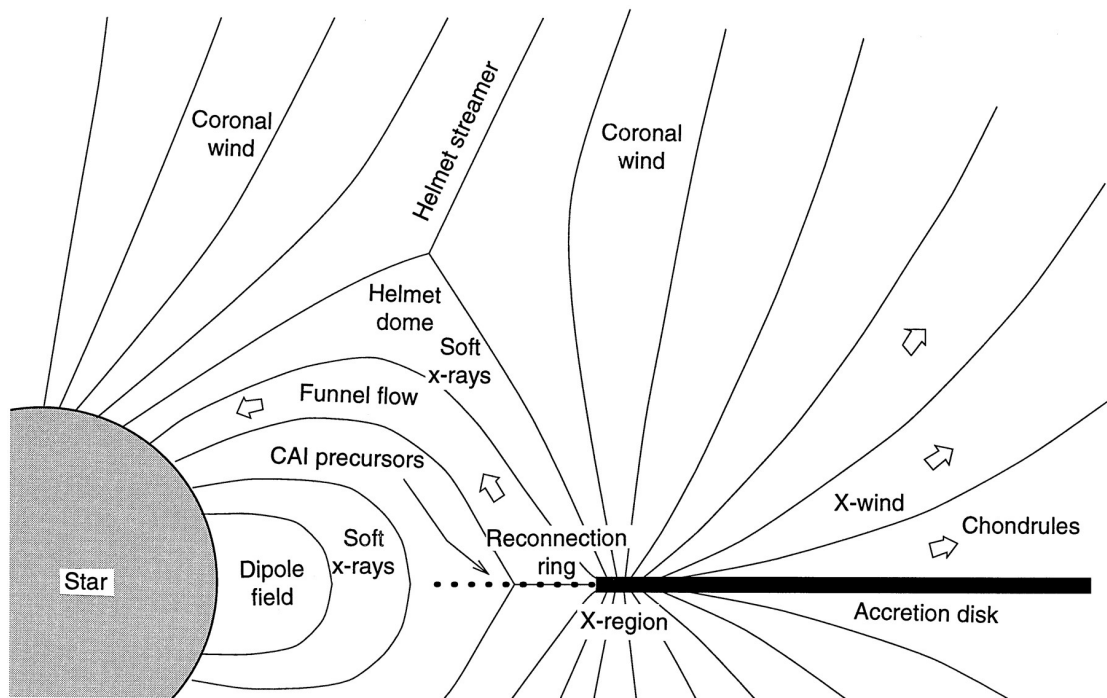 Coronal
wind
Helmet streamer
Coronal
wind
Helmet
dome
Soft
x-rays
Funnel flow
CAI precursors
X-wind
Chondrules
Reconnection
ring
Soft
x-rays
Dipole
field
Star
X-region
Accretion disk